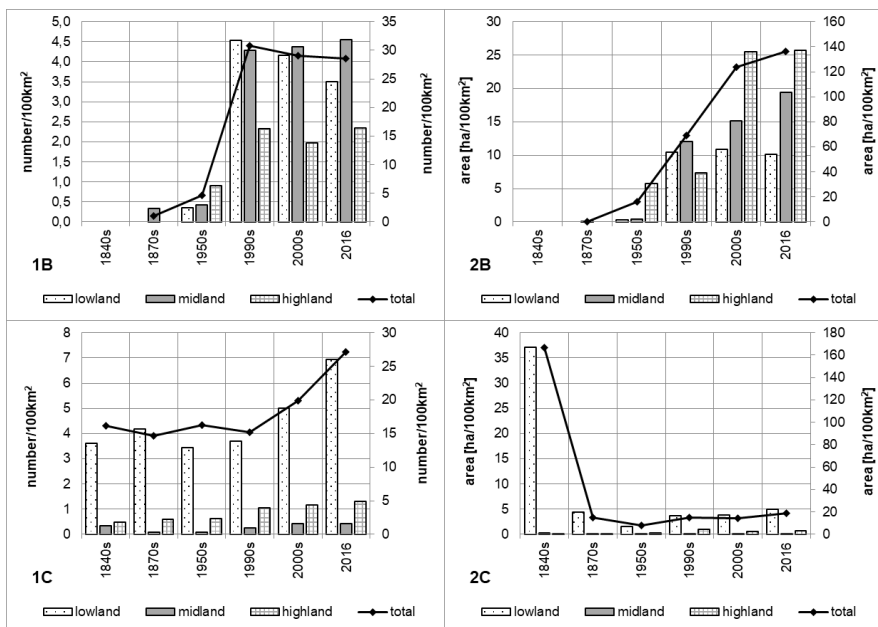 5,0
4,5
4,0
3,5
3,0
2,5
2,0
1,5
1,0
0,5
0,0
number/100km²
35
30
25
20
15
10
5
0
number/100km²
1840s
1870s
1950s
1990s
2000s
2016
1B
lowland midland highland total
30
25
20
15
10
5
0
area [ha/100km²]
160
140
120
100
80
60
40
20
0
area [ha/100km²]
1840s
1870s
1950s
1990s
2000s
2016
2B
lowland midland highland total
8
7
6
5
4
3
2
1
0
number/100km²
30
25
20
15
10
5
0
number/100km²
1840s
1870s
1950s
1990s
2000s
2016
1C
lowland midland highland total
40
35
30
25
20
15
10
5
0
area [ha/100km²]
180
160
140
120
100
80
60
40
20
0
area [ha/100km²]
1840s
1870s
1950s
1990s
2000s
2016
2C
lowland midland highland total